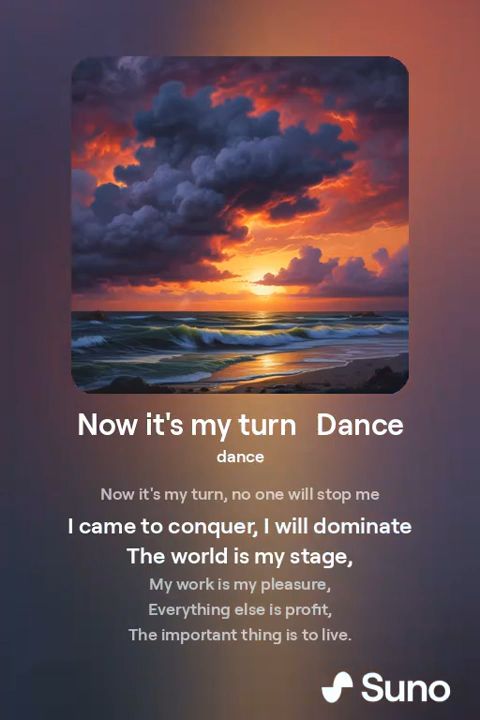 Now it's my turn   Dance
dance
Now it's my turn, no one will stop me
I came to conquer, I will dominate
The world is my stage,
My work is my pleasure,
Everything else is profit,
The important thing is to live.
Suno